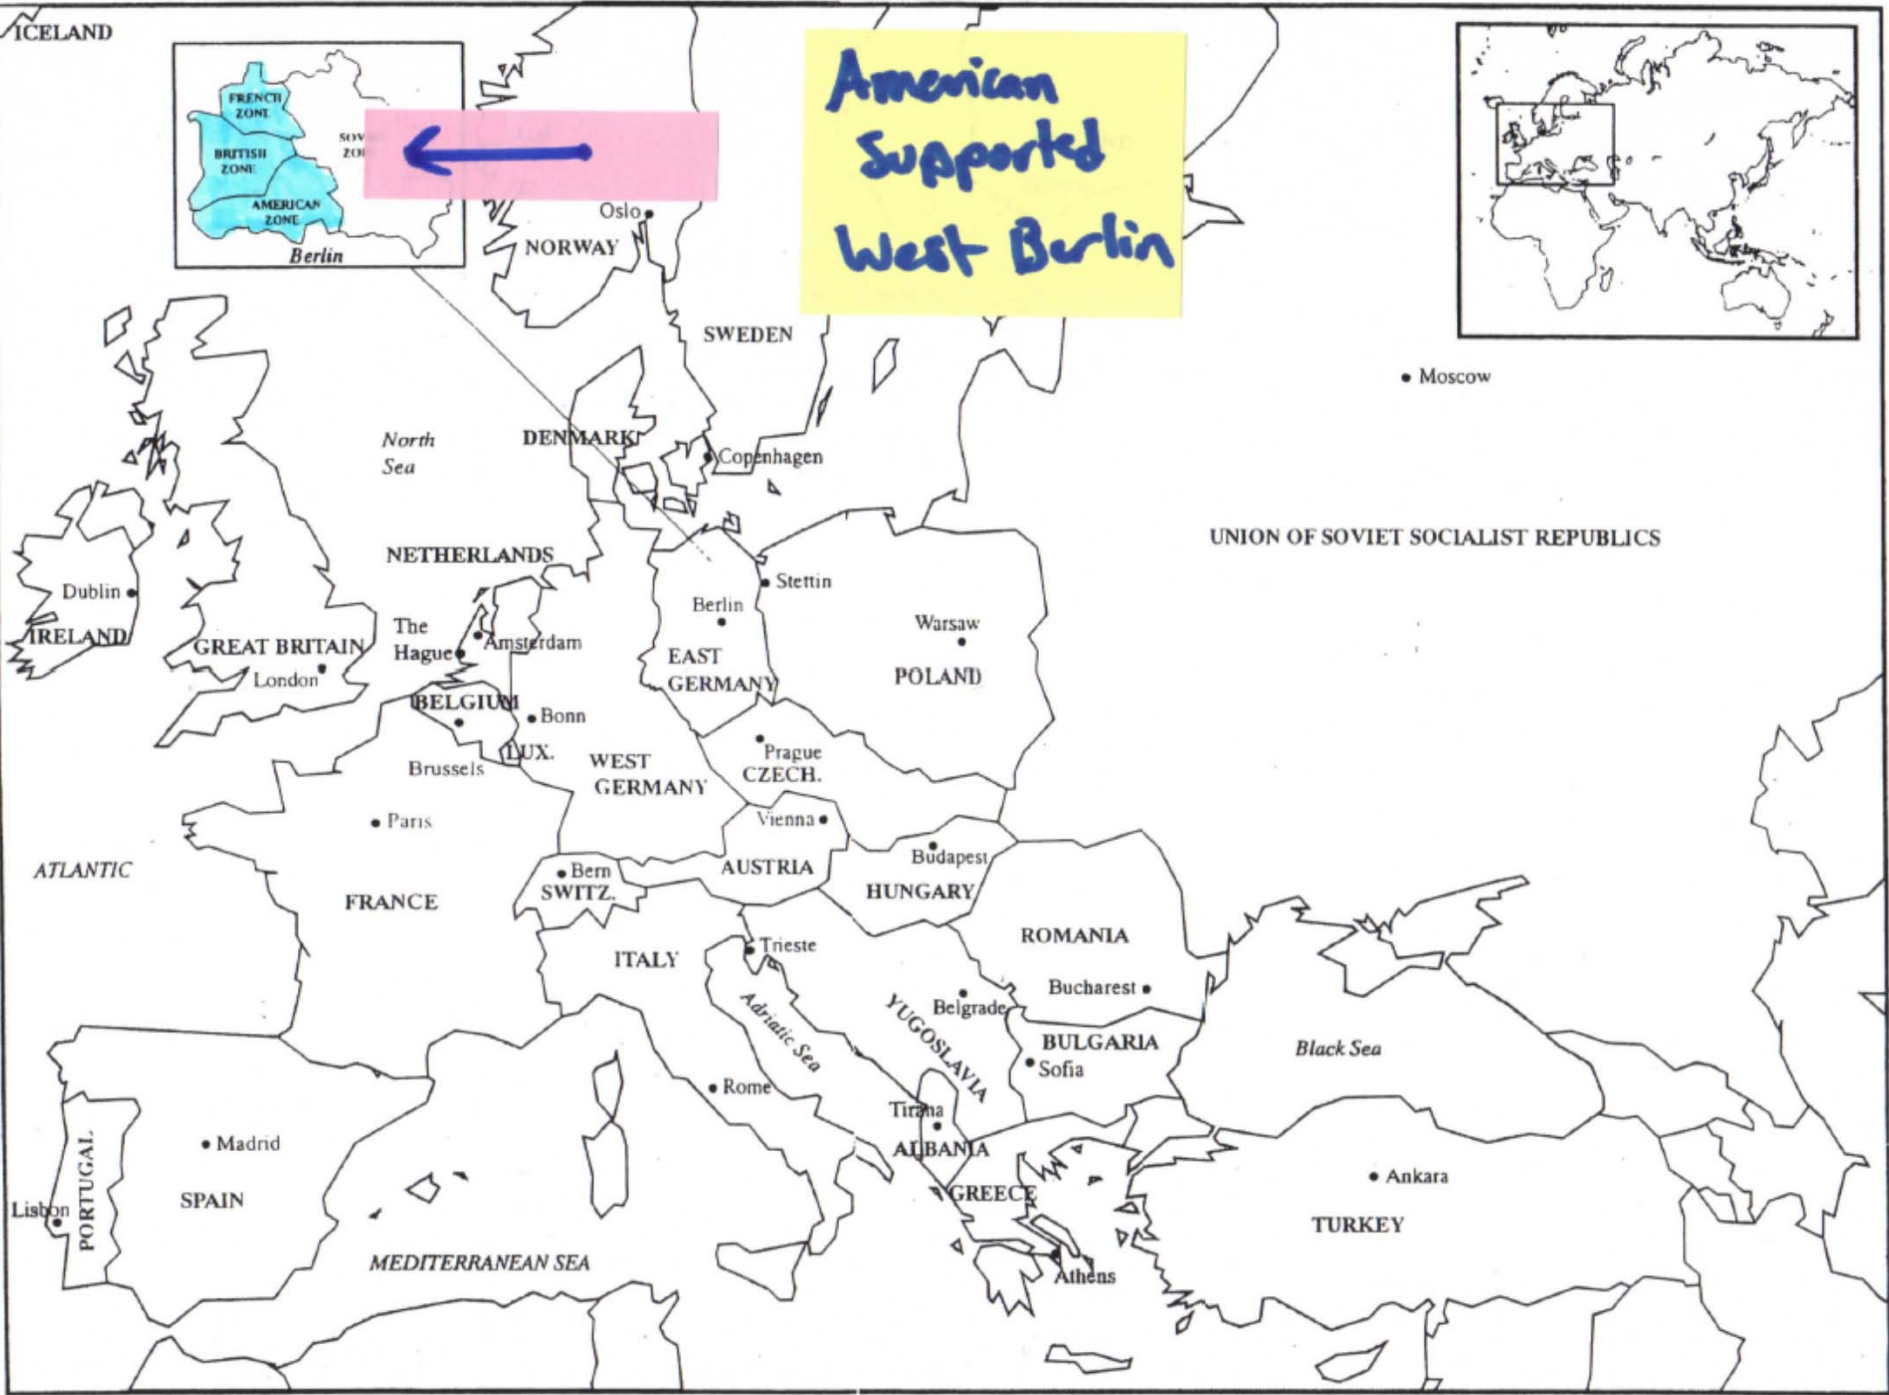 ICELAND
FRENCH
ZONE
BRITISH
ZONE
AMERICAN
ZONE
Berlin
American
Supported
West Berlin
Oslo
NORWAY
SWEDEN
Moscow
North
Sea
DENMARK
Copenhagen
UNION OF SOVIET SOCIALIST REPUBLICS
NETHERLANDS
Stettin
Dublin
Berlin
Warsaw
The
Hague
Amsterdam
IRELAND
GREAT BRITAIN
London
EAST
GERMANY
POLAND
BELGIUM
Bonn
LUX.
Brussels
Prague
CZECH.
WEST
GERMANY
Paris
Vienna
ATLANTIC
Bern
SWITZ.
AUSTRIA
Budapest
HUNGARY
FRANCE
ROMANIA
Trieste
ITALY
Bucharest
Belgrade
YUGOSLAVIA
Adriatic Sea
BULGARIA
Sofia
Black Sea
Rome
Tirana
ALBANIA
Madrid
PORTUGAL
SPAIN
Lisbon
GREECE
Ankara
TURKEY
MEDITERRANEAN SEA
Athens